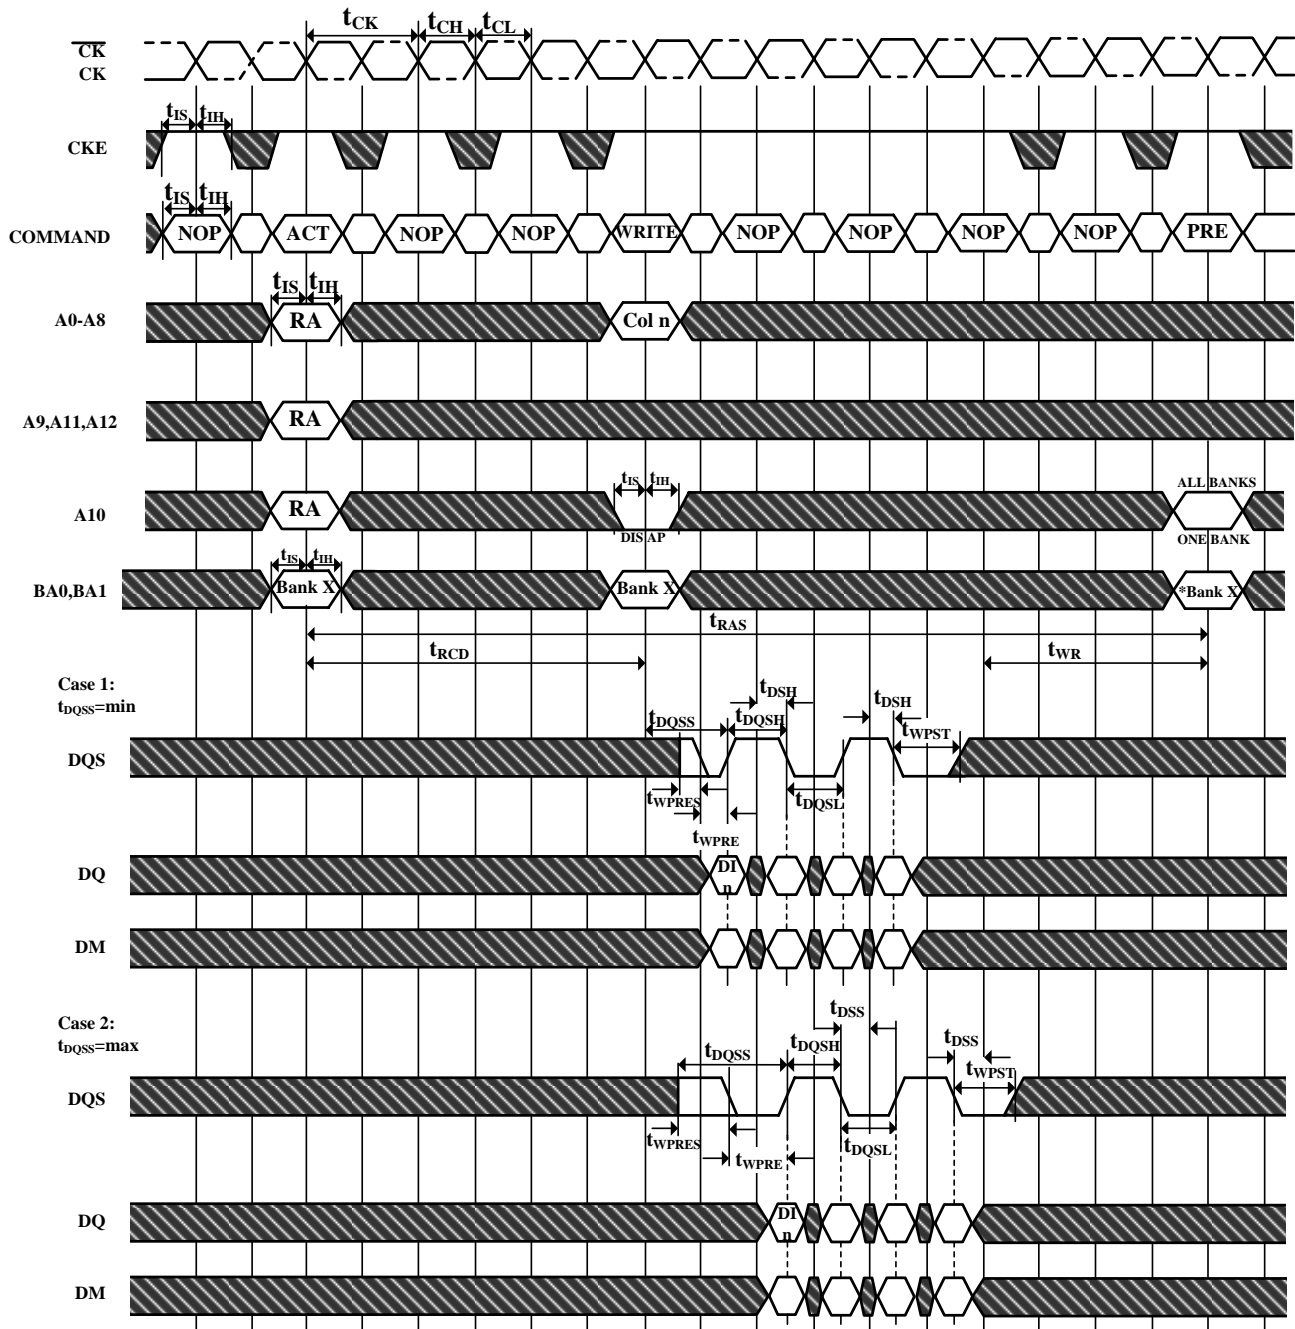 tCK tCH tCL
CK
CK
tIS tIH
CKE
tIS tIH
COMMAND NOP ACT NOP NOP WRITE NOP NOP NOP NOP PRE
tIS tIH
A0-A8 RA Col n
A9,A11,A12 RA
tIS tIH ALL BANKS
A10 RA
DIS AP ONE BANK
tIS tIH
BA0,BA1 Bank X Bank X *Bank X
tRAS
tRCD tWR
Case 1:
tDQSS=min
tDSH tDSH
tDQSS tDQSH tWPST
DQS
tWPRES tDQSL
tWPRE
DQ DI
n
DM
Case 2:
tDQSS=max
tDSS tDSS
tDQSS tDQSH tWPST
DQS
tWPRES tDQSL
tWPRE
DQ DI
n
DM